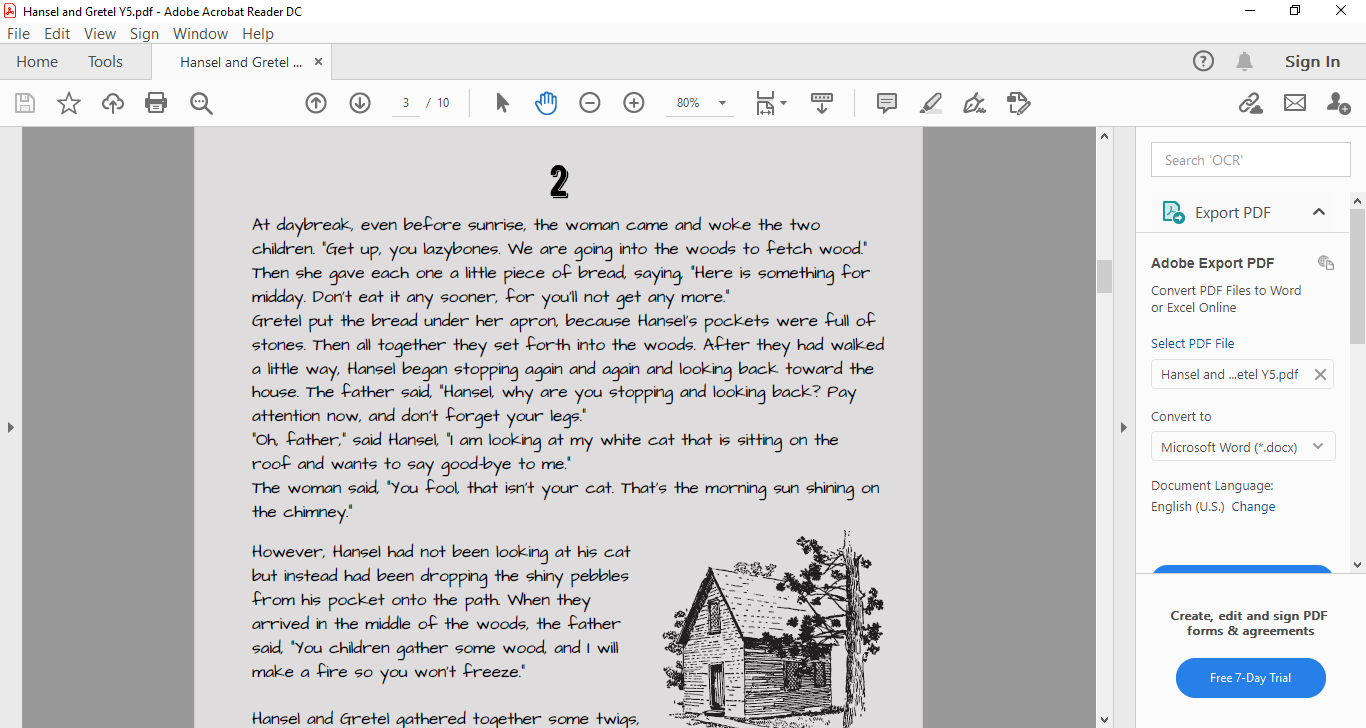 Hansel and Gretel Y5.pdf - Adobe Acrobat Reader DC
File Edit View Sign Window Help
Home Tools Hansel and Gretel ... × Sign In
3 / 10 80%
2
At daybreak, even before sunrise, the woman came and woke the two
children. "Get up, you lazybones. We are going into the woods to fetch wood."
Then she gave each one a little piece of bread, saying, "Here is something for
midday. Don't eat it any sooner, for you'll not get any more."
Gretel put the bread under her apron, because Hansel's pockets were full of
stones. Then all together they set forth into the woods. After they had walked
a little way, Hansel began stopping again and again and looking back toward the
house. The father said, "Hansel, why are you stopping and looking back? Pay
attention now, and don't forget your legs."
"Oh, father," said Hansel, "I am looking at my white cat that is sitting on the
roof and wants to say good-bye to me."
The woman said, "You fool, that isn't your cat. That's the morning sun shining on
the chimney."
However, Hansel had not been looking at his cat
but instead had been dropping the shiny pebbles
from his pocket onto the path. When they
arrived in the middle of the woods, the father
said, "You children gather some wood, and I will
make a fire so you won't freeze."
Hansel and Gretel gathered together some twigs,
Search 'OCR'
Export PDF
Adobe Export PDF
Convert PDF Files to Word
or Excel Online
Select PDF File
Hansel and ...etel Y5.pdf
Convert to
Microsoft Word (*.docx)
Document Language:
English (U.S.) Change
Create, edit and sign PDF
forms & agreements
Free 7-Day Trial